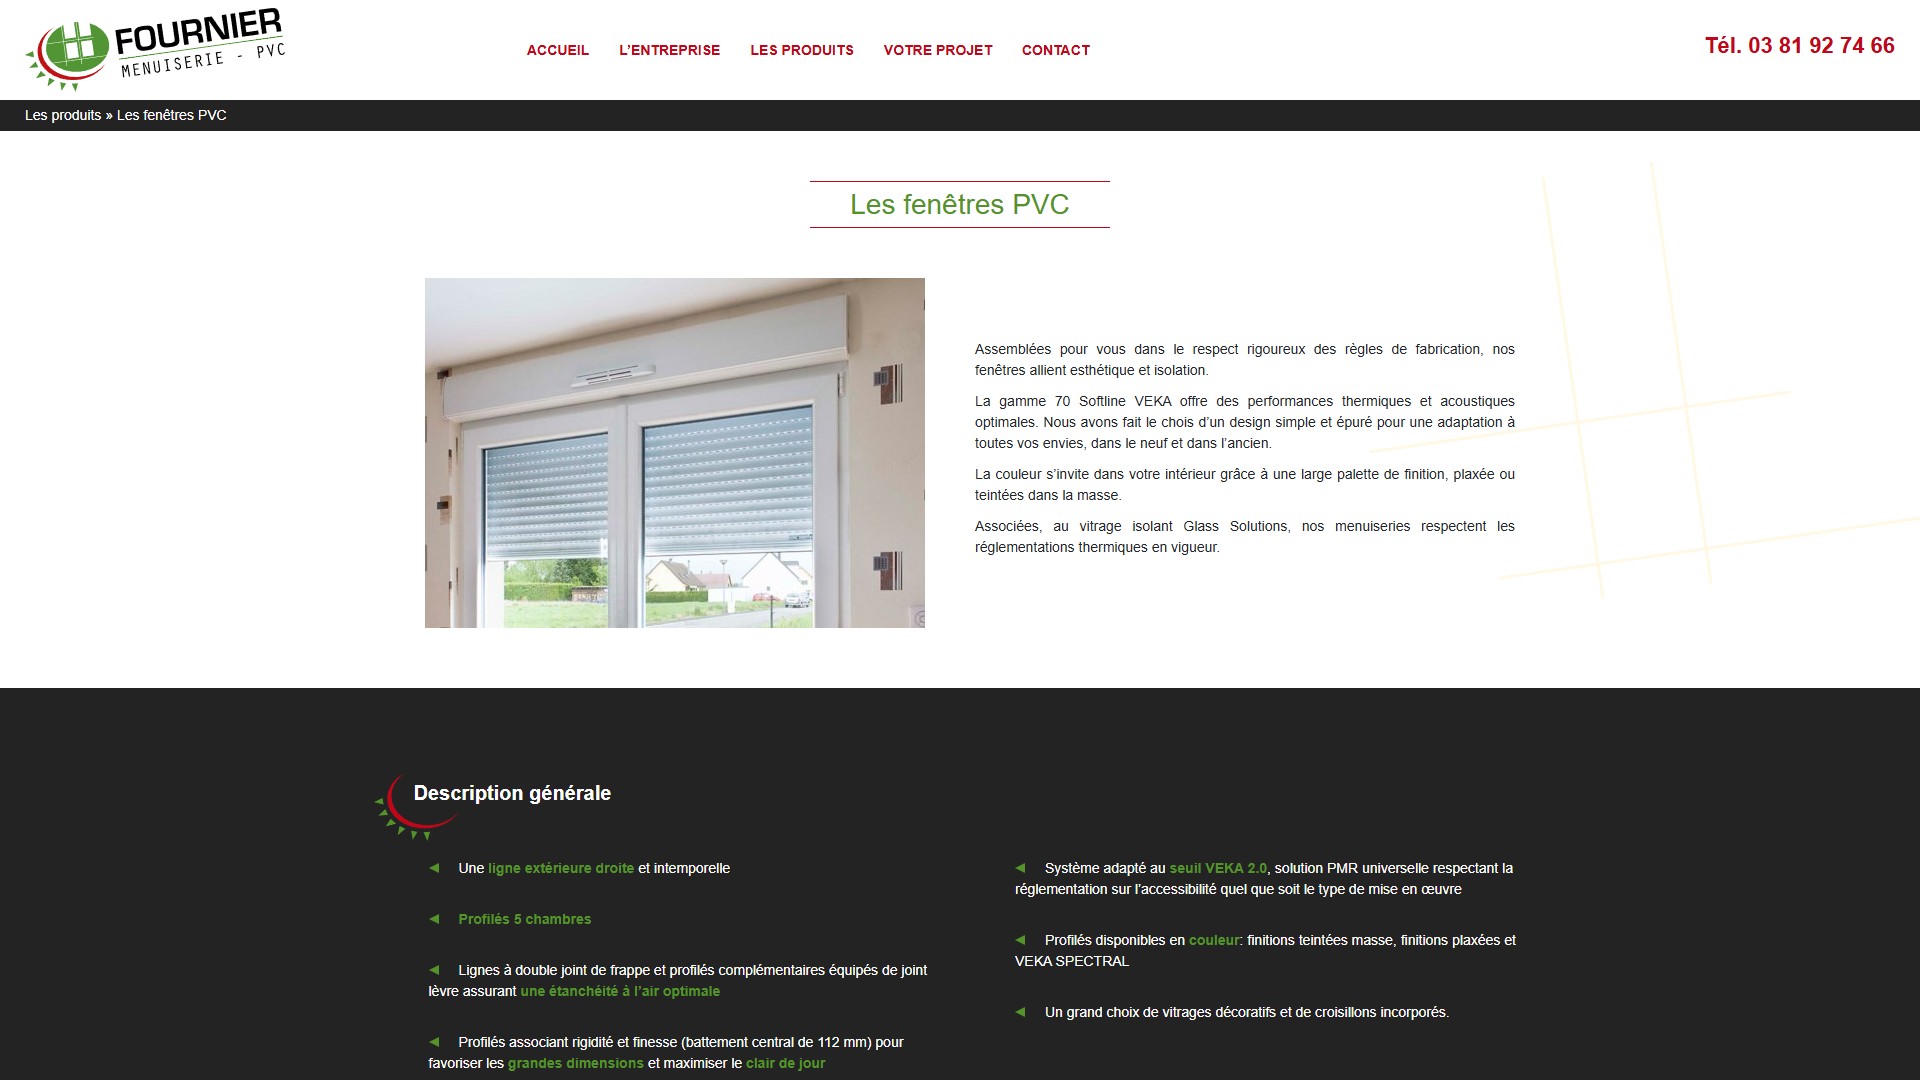 FOURNIER
MENUISERIE - PVC
ACCUEIL
L’ENTREPRISE
LES PRODUITS
VOTRE PROJET
CONTACT
Tél. 03 81 92 74 66
Les produits » Les fenêtres PVC
Les fenêtres PVC
Assemblées pour vous dans le respect rigoureux des règles de fabrication, nos
fenêtres allient esthétique et isolation.
La gamme 70 Softline VEKA offre des performances thermiques et acoustiques
optimales. Nous avons fait le chois d’un design simple et épuré pour une adaptation à
toutes vos envies, dans le neuf et dans l’ancien.
La couleur s’invite dans votre intérieur grâce à une large palette de finition, plaxée ou
teintées dans la masse.
Associées, au vitrage isolant Glass Solutions, nos menuiseries respectent les
réglementations thermiques en vigueur.
Description générale
Une ligne extérieure droite et intemporelle
Profilés 5 chambres
Lignes à double joint de frappe et profilés complémentaires équipés de joint
lèvre assurant une étanchéité à l’air optimale
Profilés associant rigidité et finesse (battement central de 112 mm) pour
favoriser les grandes dimensions et maximiser le clair de jour
Système adapté au seuil VEKA 2.0, solution PMR universelle respectant la
réglementation sur l’accessibilité quel que soit le type de mise en œuvre
Profilés disponibles en couleur: finitions teintées masse, finitions plaxées et
VEKA SPECTRAL
Un grand choix de vitrages décoratifs et de croisillons incorporés.